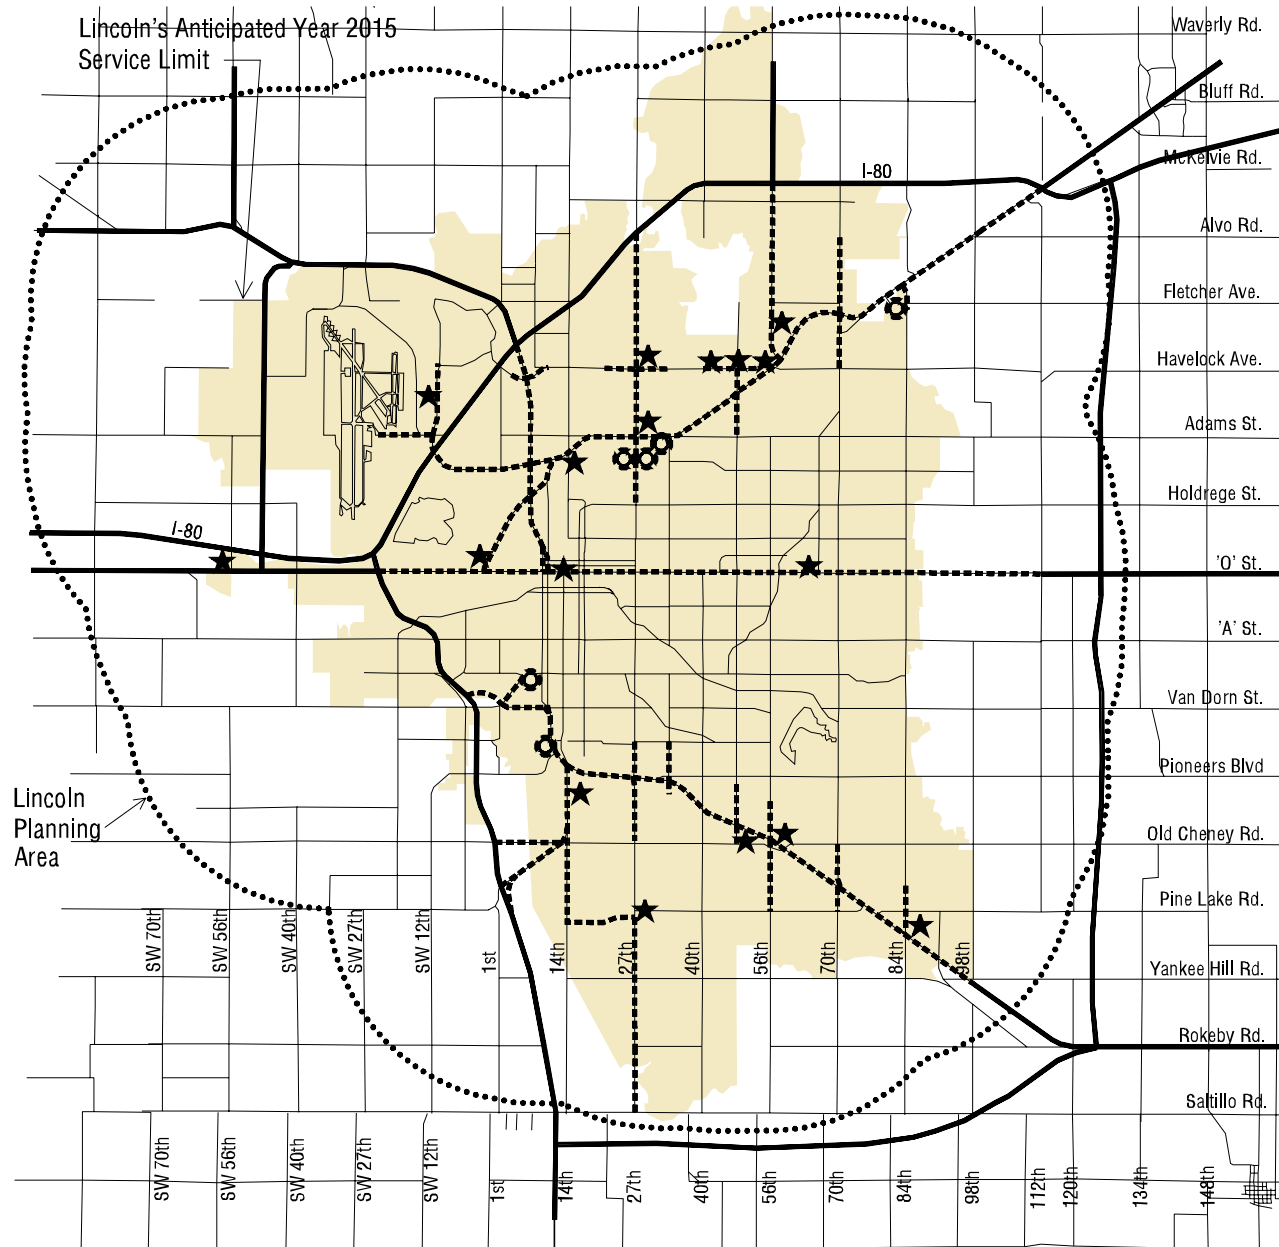 Lincoln's Anticipated Year 2015
Service Limit
Waverly Rd.
Bluff Rd.
McKelvie Rd.
I-80
Alvo Rd.
Fletcher Ave.
Havelock Ave.
Adams St.
Holdrege St.
I-80
'O' St.
'A' St.
Van Dorn St.
Pioneers Blvd
Lincoln
Planning
Area
Old Cheney Rd.
Pine Lake Rd.
SW 70th
SW 56th
SW 40th
SW 27th
SW 12th
1st
14th
27th
40th
56th
70th
84th
98th
Yankee Hill Rd.
Rokeby Rd.
Saltillo Rd.
SW 70th
SW 56th
SW 40th
SW 27th
SW 12th
1st
14th
27th
40th
56th
70th
84th
98th
112th
120th
134th
148th